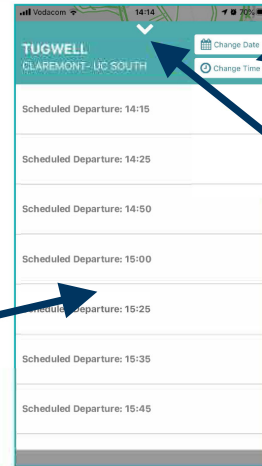 Vodacom 14:14 70%
TUGWELL
CLAREMONT- UC SOUTH
Change Date
Change Time
Scheduled Departure: 14:15
Scheduled Departure: 14:25
Scheduled Departure: 14:50
Scheduled Departure: 15:00
Scheduled Departure: 15:25
Scheduled Departure: 15:35
Scheduled Departure: 15:45